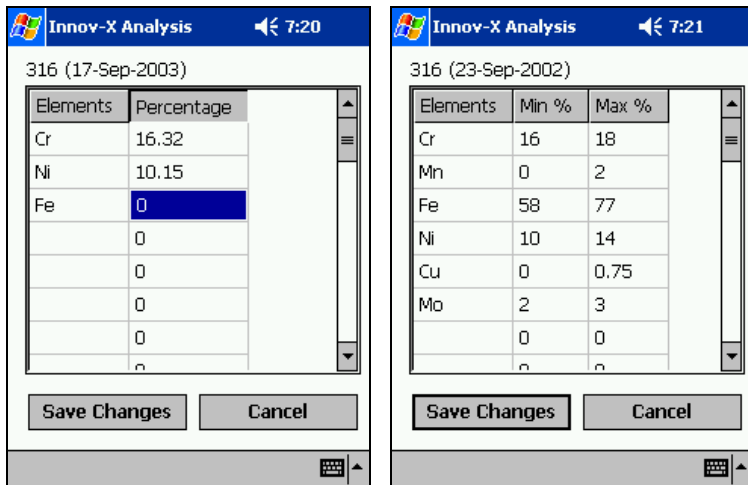 Innov-X Analysis 7:20
316 (17-Sep-2003)
Elements Percentage
Cr 16.32
Ni 10.15
Fe 0
0
0
0
0
0
Save Changes Cancel
Innov-X Analysis 7:21
316 (23-Sep-2002)
Elements Min % Max %
Cr 16 18
Mn 0 2
Fe 58 77
Ni 10 14
Cu 0 0.75
Mo 2 3
0 0
0 0
Save Changes Cancel